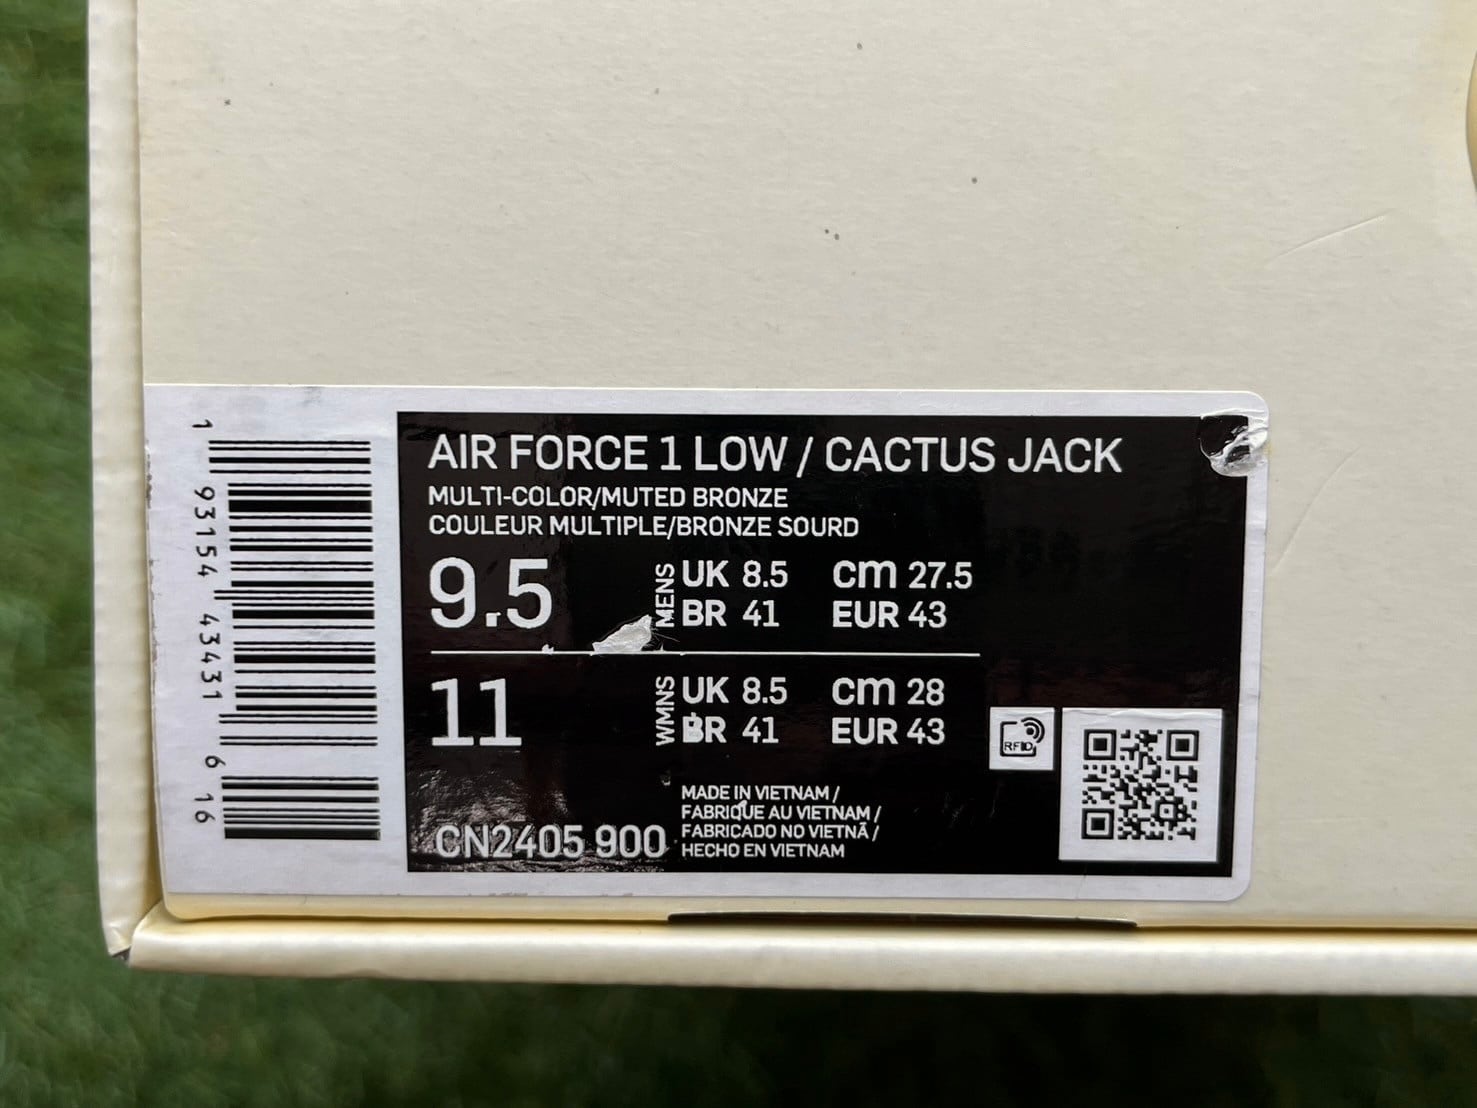 1 93154 43431 6 16
AIR FORCE 1 LOW / CACTUS JACK
MULTI-COLOR/MUTED BRONZE
COULEUR MULTIPLE/BRONZE SOURD
9.5 MENS UK 8.5 cm 27.5
BR 41 EUR 43
11 WMNS UK 8.5 cm 28
BR 41 EUR 43
RFID
MADE IN VIETNAM /
FABRIQUE AU VIETNAM /
FABRICADO NO VIETNÃ /
HECHO EN VIETNAM
CN2405 900